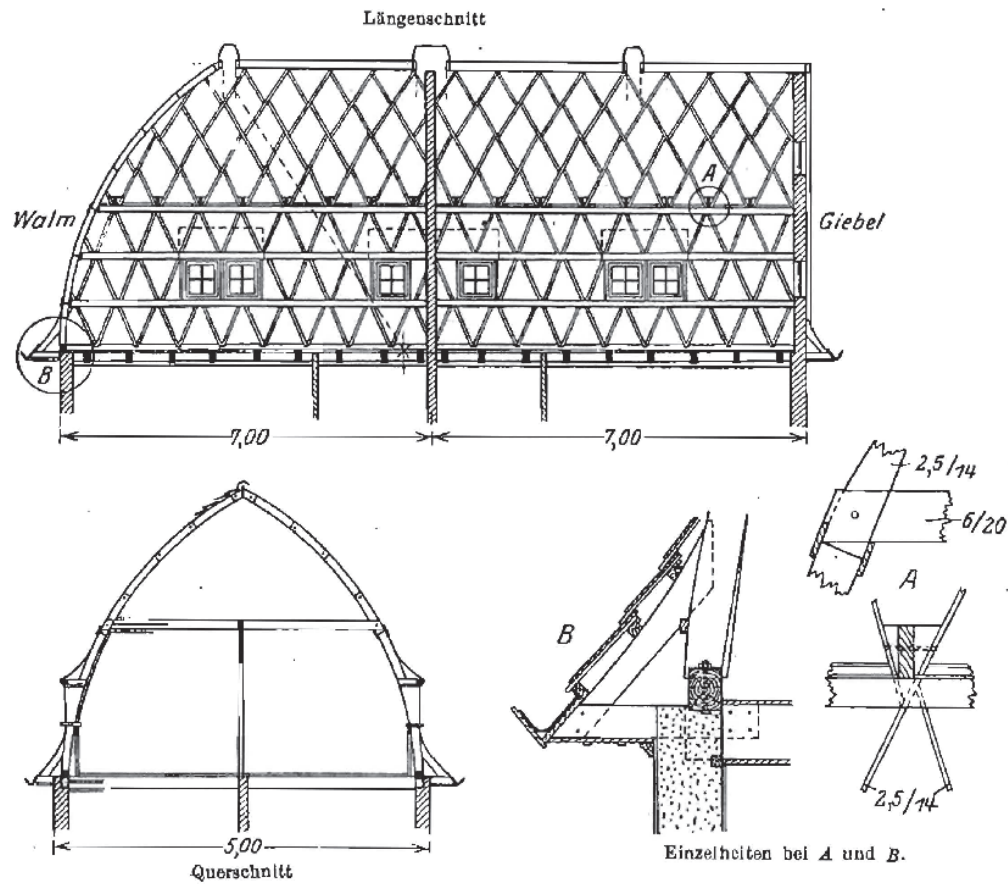 Längenschnitt
A
Walm
Giebel
B
7,00
7,00
2,5/14
6/20
A
B
2,5/14
5,00
Querschnitt
Einzelheiten bei A und B.